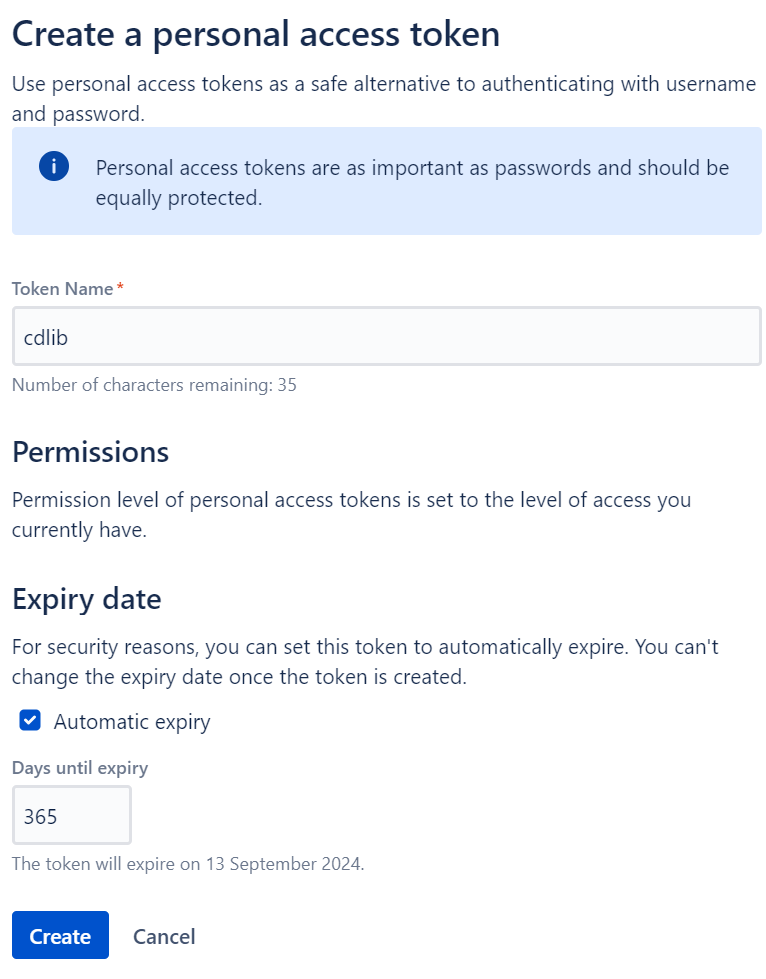 Create a personal access token
Use personal access tokens as a safe alternative to authenticating with username
and password.
Personal access tokens are as important as passwords and should be
equally protected.
Token Name*
cdlib
Number of characters remaining: 35
Permissions
Permission level of personal access tokens is set to the level of access you
currently have.
Expiry date
For security reasons, you can set this token to automatically expire. You can't
change the expiry date once the token is created.
Automatic expiry
Days until expiry
365
The token will expire on 13 September 2024.
Create Cancel